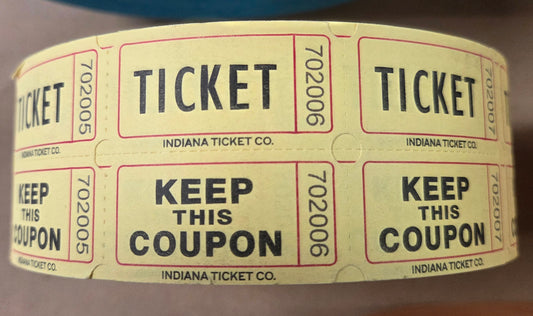 TICKET 702005
INDIANA TICKET CO.
TICKET 702006
INDIANA TICKET CO.
TICKET 702007
INDIANA TICKET CO.
KEEP
THIS
COUPON
702005
INDIANA TICKET CO.
KEEP
THIS
COUPON
702006
INDIANA TICKET CO.
KEEP
THIS
COUPON
702007
INDIANA TICKET CO.